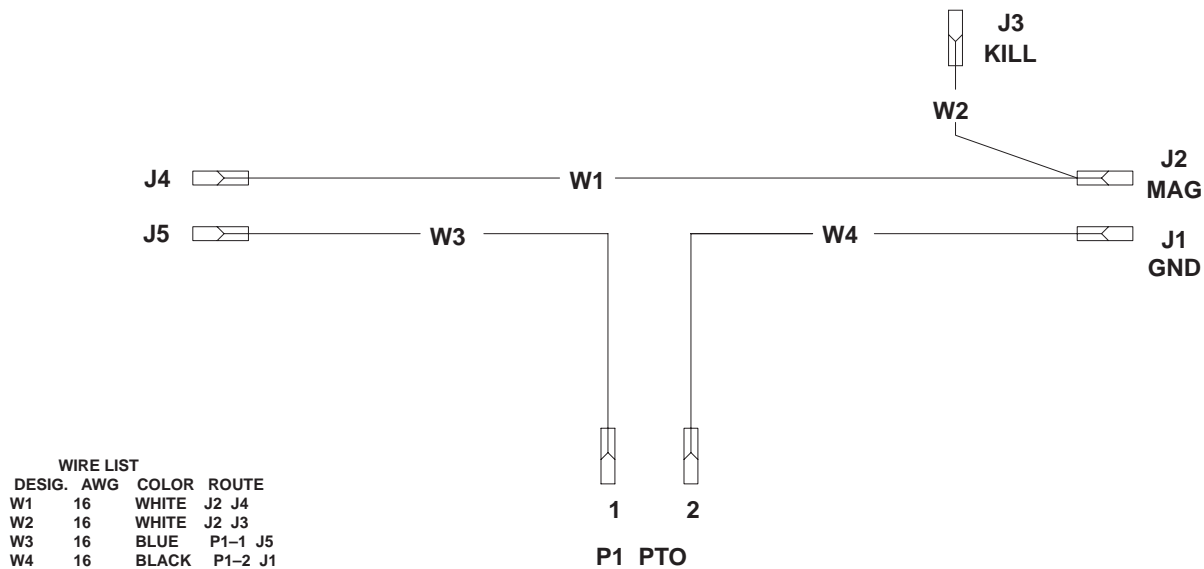 J3
KILL
W2
J4
W1
J2
MAG
J5
W3
W4
J1
GND
1
2
P1 PTO
WIRE LIST
DESIG. AWG COLOR ROUTE
W1 16 WHITE J2 J4
W2 16 WHITE J2 J3
W3 16 BLUE P1–1 J5
W4 16 BLACK P1–2 J1